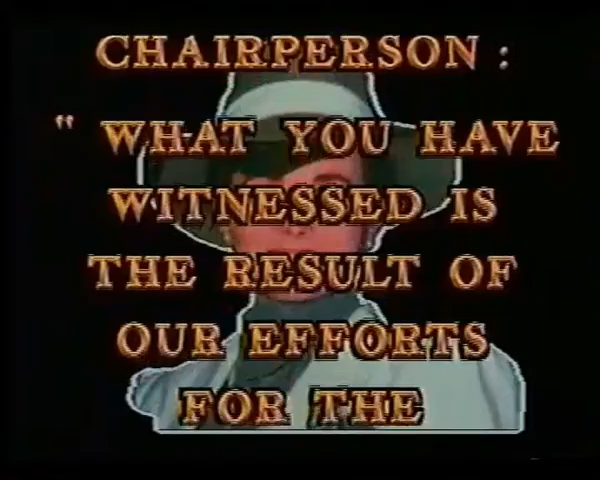 CHAIRPERSON :
" WHAT YOU HAVE
WITNESSED IS
THE RESULT OF
OUR EFFORTS
FOR THE